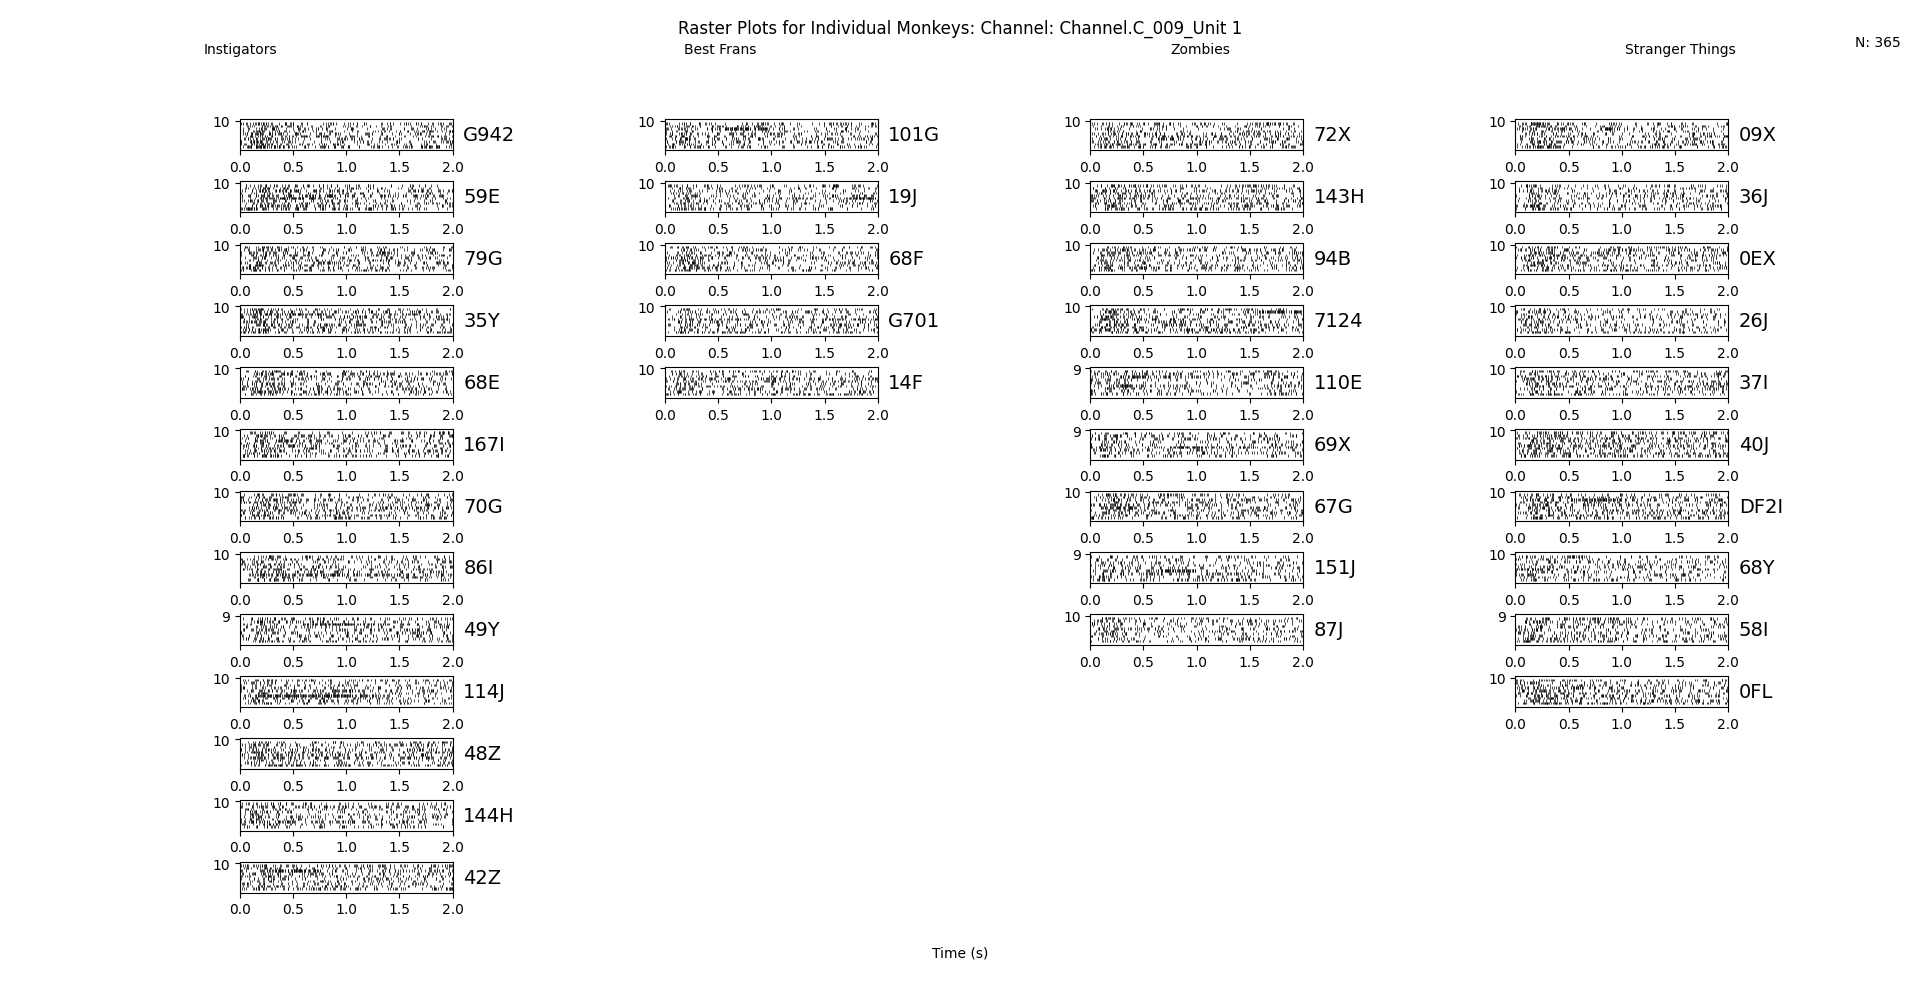 Raster Plots for Individual Monkeys: Channel: Channel.C_009_Unit 1
N: 365
Instigators Best Frans Zombies Stranger Things
10 G942 10 101G 10 72X 10 09X
0.0 0.5 1.0 1.5 2.0 0.0 0.5 1.0 1.5 2.0 0.0 0.5 1.0 1.5 2.0 0.0 0.5 1.0 1.5 2.0
10 59E 10 19J 10 143H 10 36J
0.0 0.5 1.0 1.5 2.0 0.0 0.5 1.0 1.5 2.0 0.0 0.5 1.0 1.5 2.0 0.0 0.5 1.0 1.5 2.0
10 79G 10 68F 10 94B 10 0EX
0.0 0.5 1.0 1.5 2.0 0.0 0.5 1.0 1.5 2.0 0.0 0.5 1.0 1.5 2.0 0.0 0.5 1.0 1.5 2.0
10 35Y 10 G701 10 7124 10 26J
0.0 0.5 1.0 1.5 2.0 0.0 0.5 1.0 1.5 2.0 0.0 0.5 1.0 1.5 2.0 0.0 0.5 1.0 1.5 2.0
10 68E 10 14F 9 110E 10 37I
0.0 0.5 1.0 1.5 2.0 0.0 0.5 1.0 1.5 2.0 0.0 0.5 1.0 1.5 2.0 0.0 0.5 1.0 1.5 2.0
10 167I 9 69X 10 40J
0.0 0.5 1.0 1.5 2.0 0.0 0.5 1.0 1.5 2.0 0.0 0.5 1.0 1.5 2.0
10 70G 10 67G 10 DF2I
0.0 0.5 1.0 1.5 2.0 0.0 0.5 1.0 1.5 2.0 0.0 0.5 1.0 1.5 2.0
10 86I 9 151J 10 68Y
0.0 0.5 1.0 1.5 2.0 0.0 0.5 1.0 1.5 2.0 0.0 0.5 1.0 1.5 2.0
9 49Y 10 87J 9 58I
0.0 0.5 1.0 1.5 2.0 0.0 0.5 1.0 1.5 2.0 0.0 0.5 1.0 1.5 2.0
10 114J 10 0FL
0.0 0.5 1.0 1.5 2.0 0.0 0.5 1.0 1.5 2.0
10 48Z
0.0 0.5 1.0 1.5 2.0
10 144H
0.0 0.5 1.0 1.5 2.0
10 42Z
0.0 0.5 1.0 1.5 2.0
Time (s)